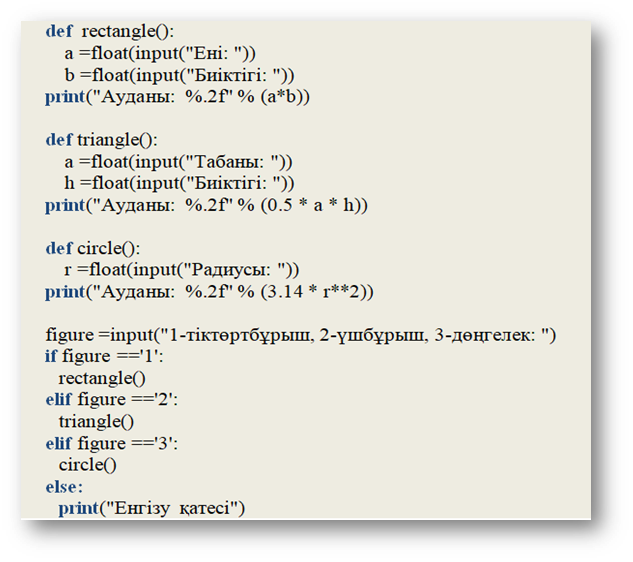 def rectangle():
a =float(input("Ені: "))
b =float(input("Биіктігі: "))
print("Ауданы: %.2f" % (a*b))
def triangle():
a =float(input("Табаны: "))
h =float(input("Биіктігі: "))
print("Ауданы: %.2f" % (0.5 * a * h))
def circle():
r =float(input("Радиусы: "))
print("Ауданы: %.2f" % (3.14 * r**2))
figure =input("1-тіктөртбұрыш, 2-үшбұрыш, 3-дөңгелек: ")
if figure =='1':
rectangle()
elif figure =='2':
triangle()
elif figure =='3':
circle()
else:
print("Енгізу қатесі")